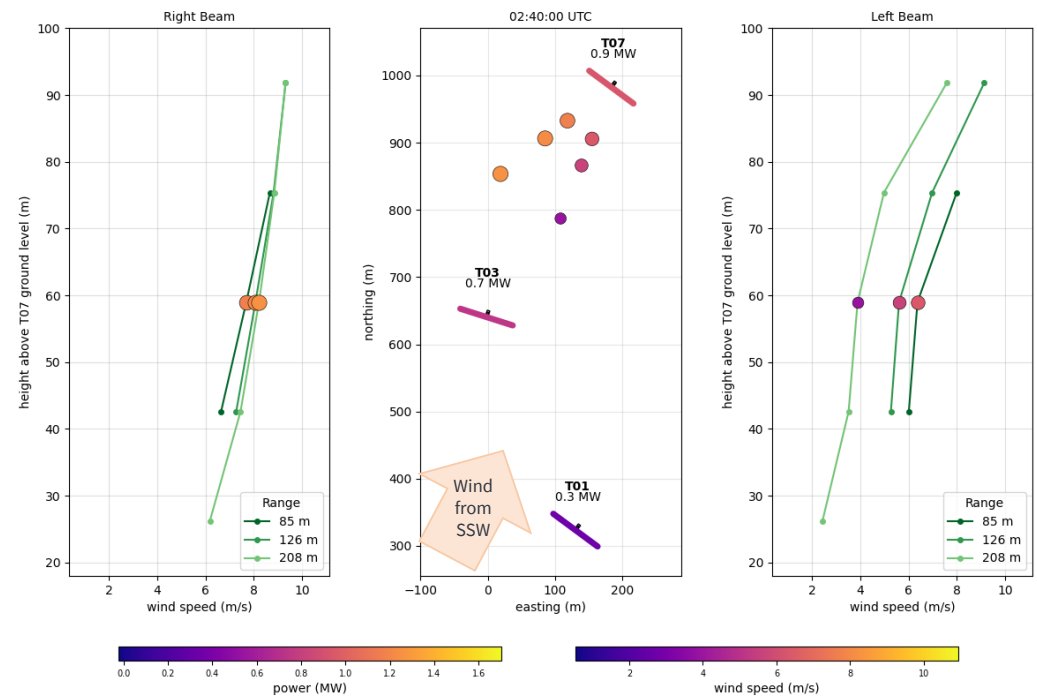 Right Beam
100
90
80
70
60
50
40
30
20
height above T07 ground level (m)
2 4 6 8 10
wind speed (m/s)
Range
85 m
126 m
208 m
02:40:00 UTC
1000
900
800
700
600
500
400
300
northing (m)
−100 0 100 200
easting (m)
T07
0.9 MW
T03
0.7 MW
T01
0.3 MW
Wind
from
SSW
Left Beam
100
90
80
70
60
50
40
30
20
height above T07 ground level (m)
2 4 6 8 10
wind speed (m/s)
Range
85 m
126 m
208 m
0.0 0.2 0.4 0.6 0.8 1.0 1.2 1.4 1.6
power (MW)
2 4 6 8 10
wind speed (m/s)